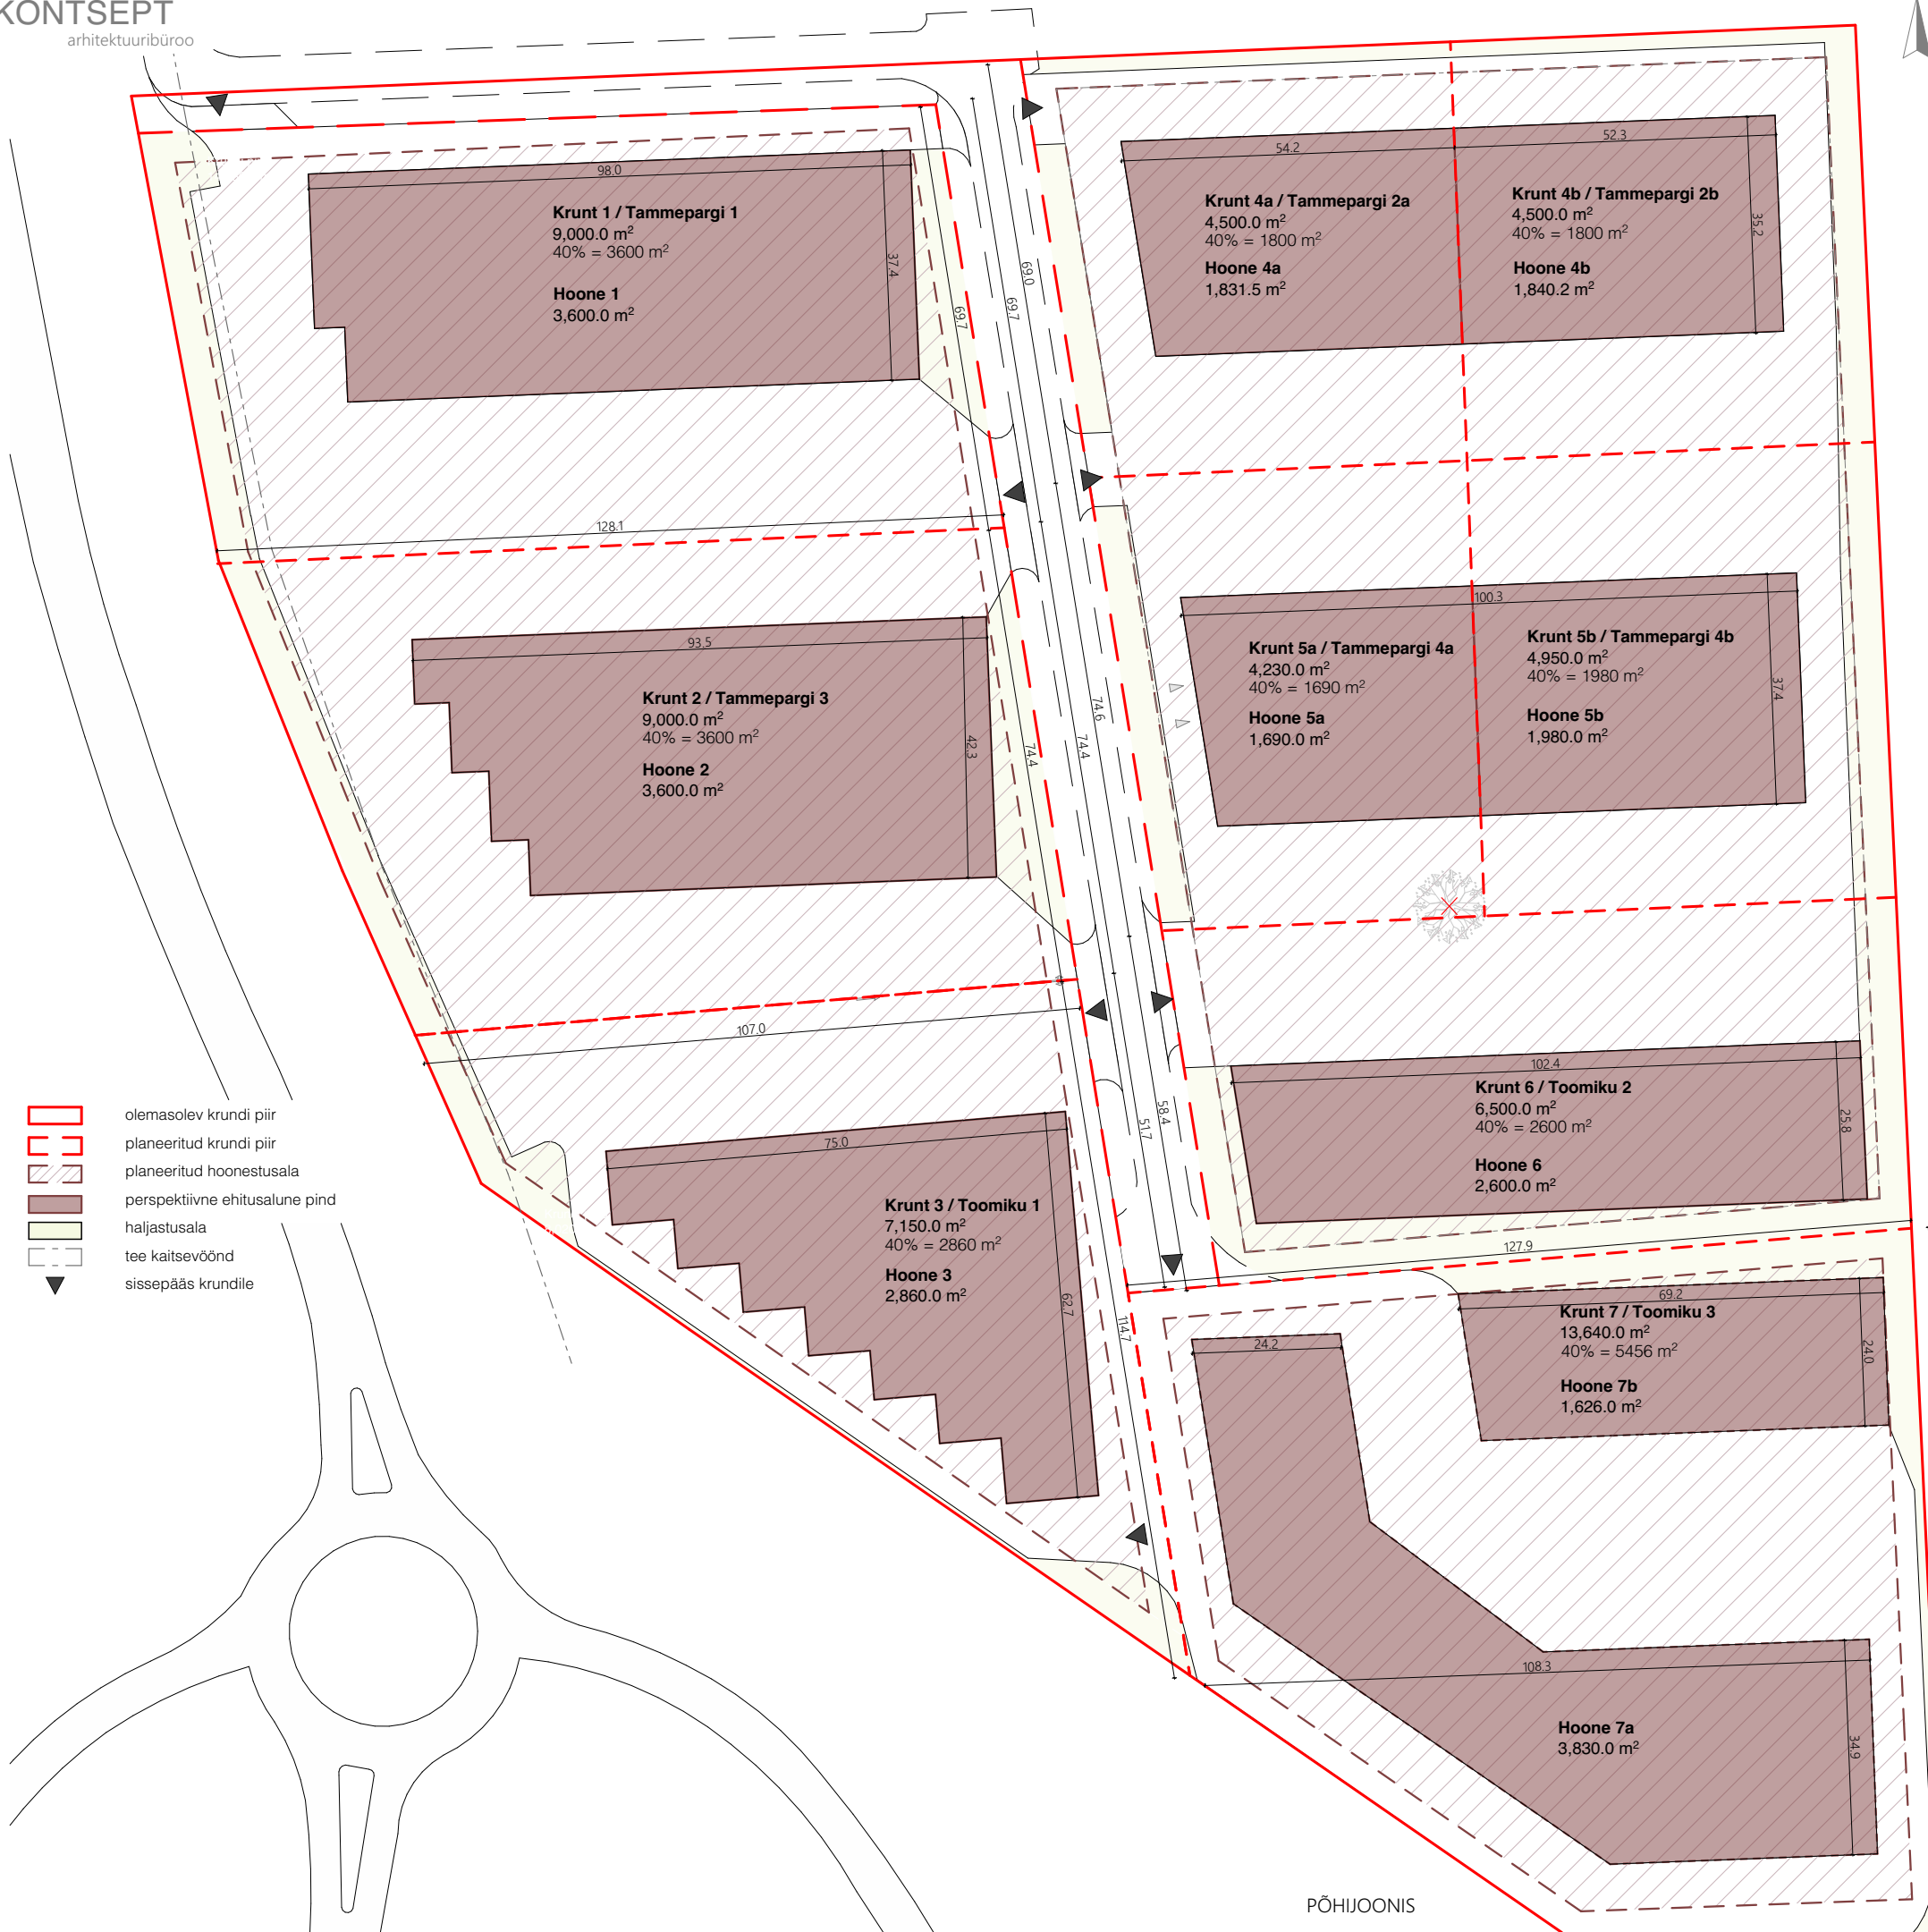 KONTSEPT
arhitektuuribüroo
98.0
Krunt 1 / Tammepargi 1
9,000.0 m²
40% = 3600 m²
Hoone 1
3,600.0 m²
37.4
69.7
69.7
69.0
54.2
52.3
Krunt 4a / Tammepargi 2a
4,500.0 m²
40% = 1800 m²
Hoone 4a
1,831.5 m²
Krunt 4b / Tammepargi 2b
4,500.0 m²
40% = 1800 m²
Hoone 4b
1,840.2 m²
35.2
128.1
93.5
Krunt 2 / Tammepargi 3
9,000.0 m²
40% = 3600 m²
Hoone 2
3,600.0 m²
42.3
74.4
74.4
74.6
100.3
Krunt 5a / Tammepargi 4a
4,230.0 m²
40% = 1690 m²
Hoone 5a
1,690.0 m²
Krunt 5b / Tammepargi 4b
4,950.0 m²
40% = 1980 m²
Hoone 5b
1,980.0 m²
37.4
107.0
75.0
Krunt 3 / Toomiku 1
7,150.0 m²
40% = 2860 m²
Hoone 3
2,860.0 m²
62.7
51.7
58.4
114.7
102.4
Krunt 6 / Toomiku 2
6,500.0 m²
40% = 2600 m²
Hoone 6
2,600.0 m²
25.8
127.9
69.2
Krunt 7 / Toomiku 3
13,640.0 m²
40% = 5456 m²
Hoone 7b
1,626.0 m²
24.0
24.2
108.3
Hoone 7a
3,830.0 m²
34.9
olemasolev krundi piir
planeeritud krundi piir
planeeritud hoonestusala
perspektiivne ehitusalune pind
haljastusala
tee kaitsevöönd
sissepääs krundile
PÕHIJOONIS